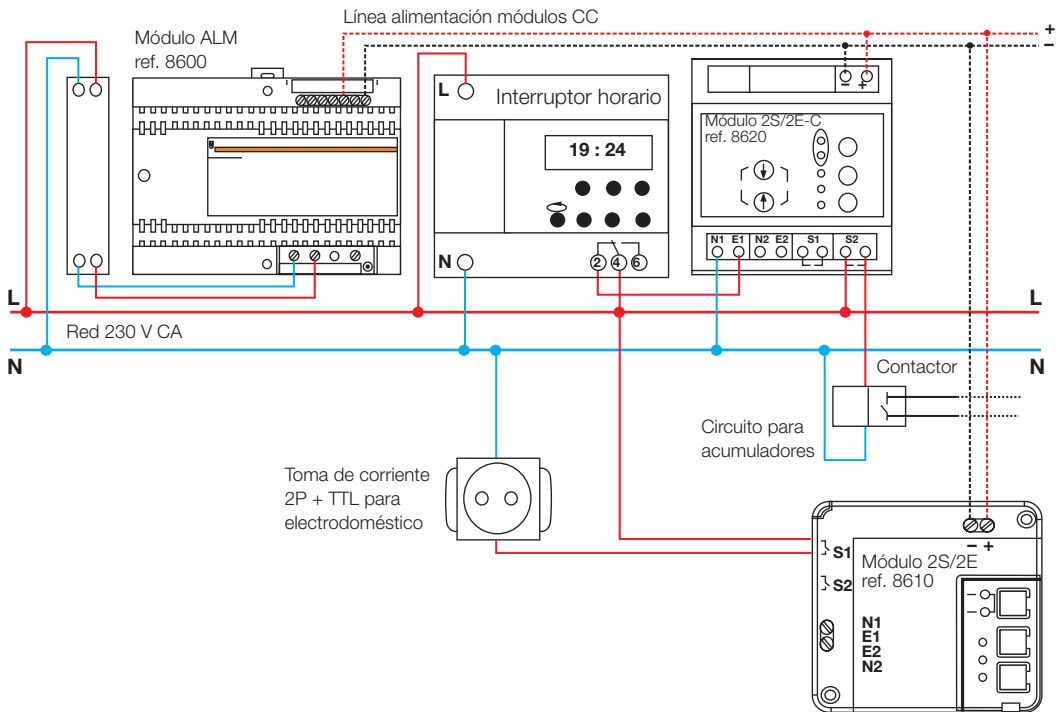 Línea alimentación módulos CC
+
−
Módulo ALM
ref. 8600
L
Interruptor horario
19 : 24
N
2 4 6
− +
Módulo 2S/2E-C
ref. 8620
N1 E1 N2 E2 S1 S2
L
L
Red 230 V CA
N
N
Contactor
Circuito para
acumuladores
Toma de corriente
2P + TTL para
electrodoméstico
− +
S1
Módulo 2S/2E
S2
ref. 8610
−
−
N1
E1
E2
N2